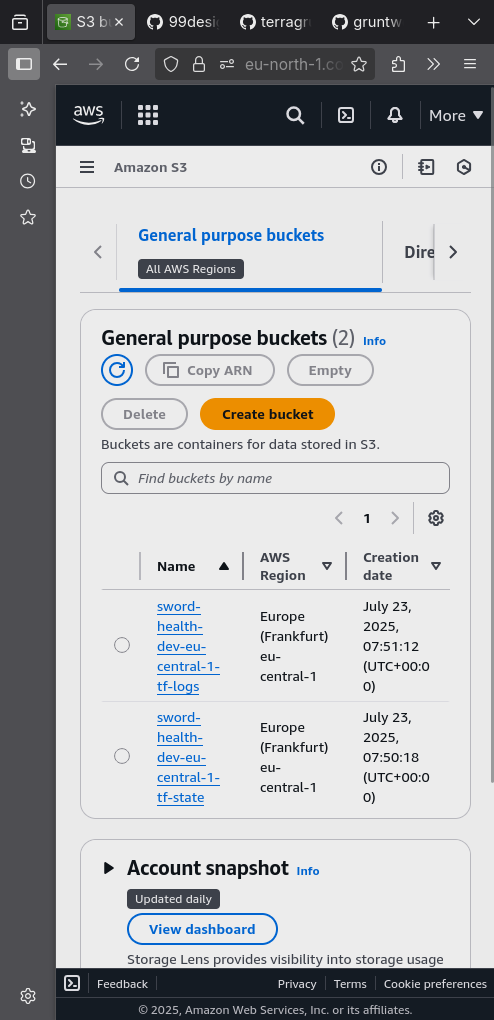 S3 bu
99desi
terragr
gruntw
eu-north-1.co
aws
More
Amazon S3
General purpose buckets
All AWS Regions
Dire
General purpose buckets (2) Info
Copy ARN
Empty
Delete
Create bucket
Buckets are containers for data stored in S3.
Find buckets by name
1
Name
AWS
Region
Creation
date
sword-
health-
dev-eu-
central-1-
tf-logs
Europe
(Frankfurt)
eu-
central-1
July 23,
2025,
07:51:12
(UTC+00:0
0)
sword-
health-
dev-eu-
central-1-
tf-state
Europe
(Frankfurt)
eu-
central-1
July 23,
2025,
07:50:18
(UTC+00:0
0)
Account snapshot Info
Updated daily
View dashboard
Storage Lens provides visibility into storage usage
Feedback
Privacy
Terms
Cookie preferences
© 2025, Amazon Web Services, Inc. or its affiliates.